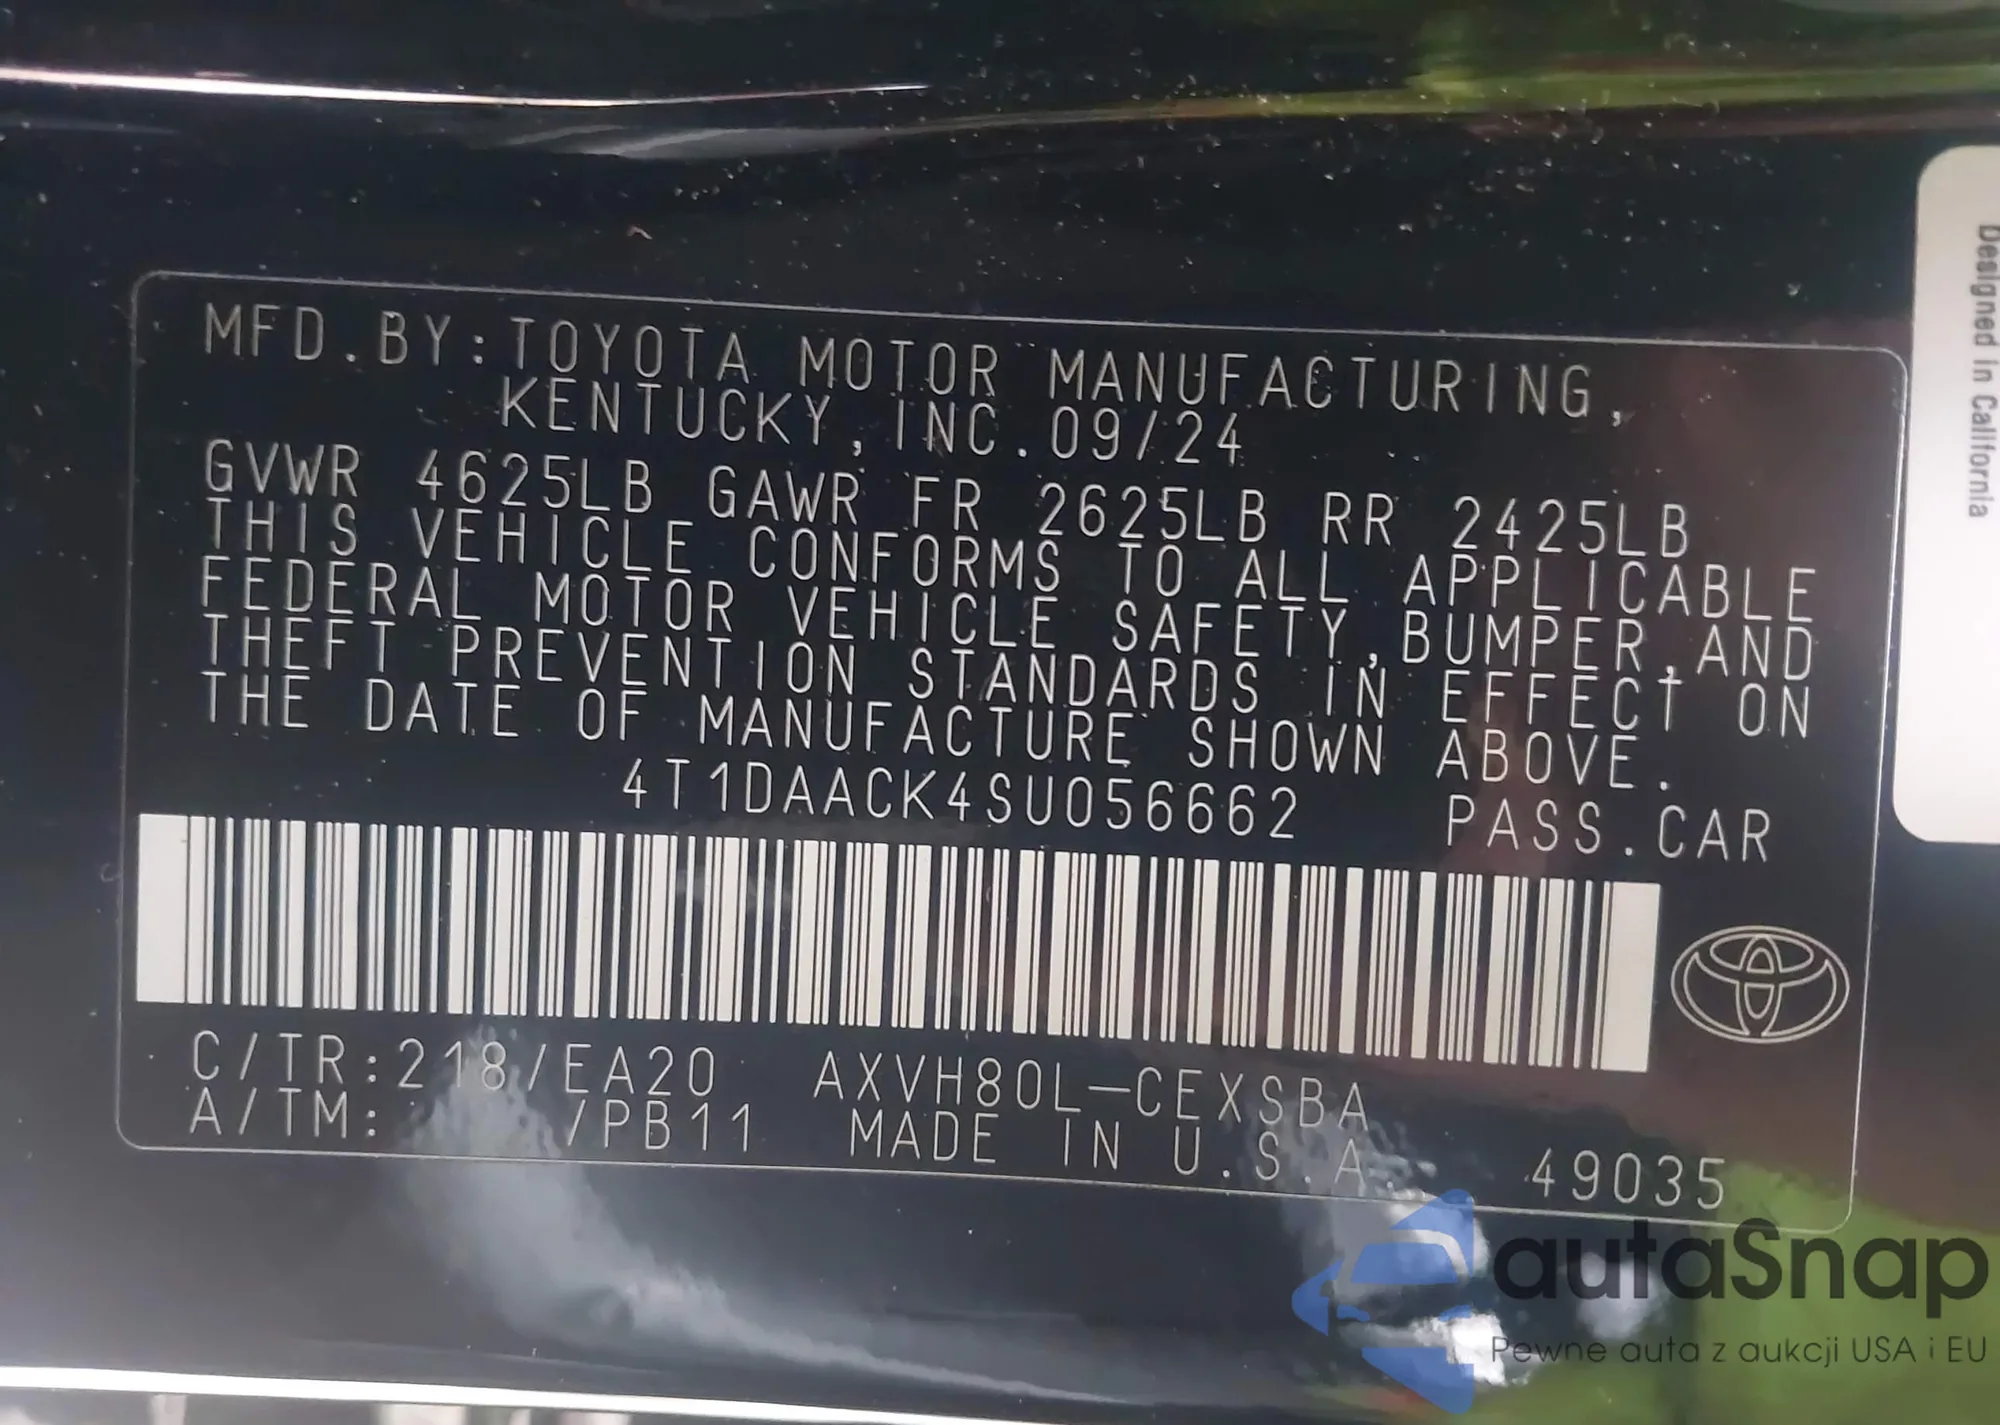 MFD.BY:TOYOTA MOTOR MANUFACTURING,
KENTUCKY,INC.09/24
GVWR 4625LB GAWR FR 2625LB RR 2425LB
THIS VEHICLE CONFORMS TO ALL APPLICABLE
FEDERAL MOTOR VEHICLE SAFETY,BUMPER,AND
THEFT PREVENTION STANDARDS IN EFFECT ON
THE DATE OF MANUFACTURE SHOWN ABOVE.
4T1DAACK4SU056662 PASS.CAR
C/TR:218/EA20 AXVH80L-CEXSBA
A/TM: /PB11 MADE IN U.S.A. 49035
Designed in California
autaSnap
Pewne auta z aukcji USA i EU